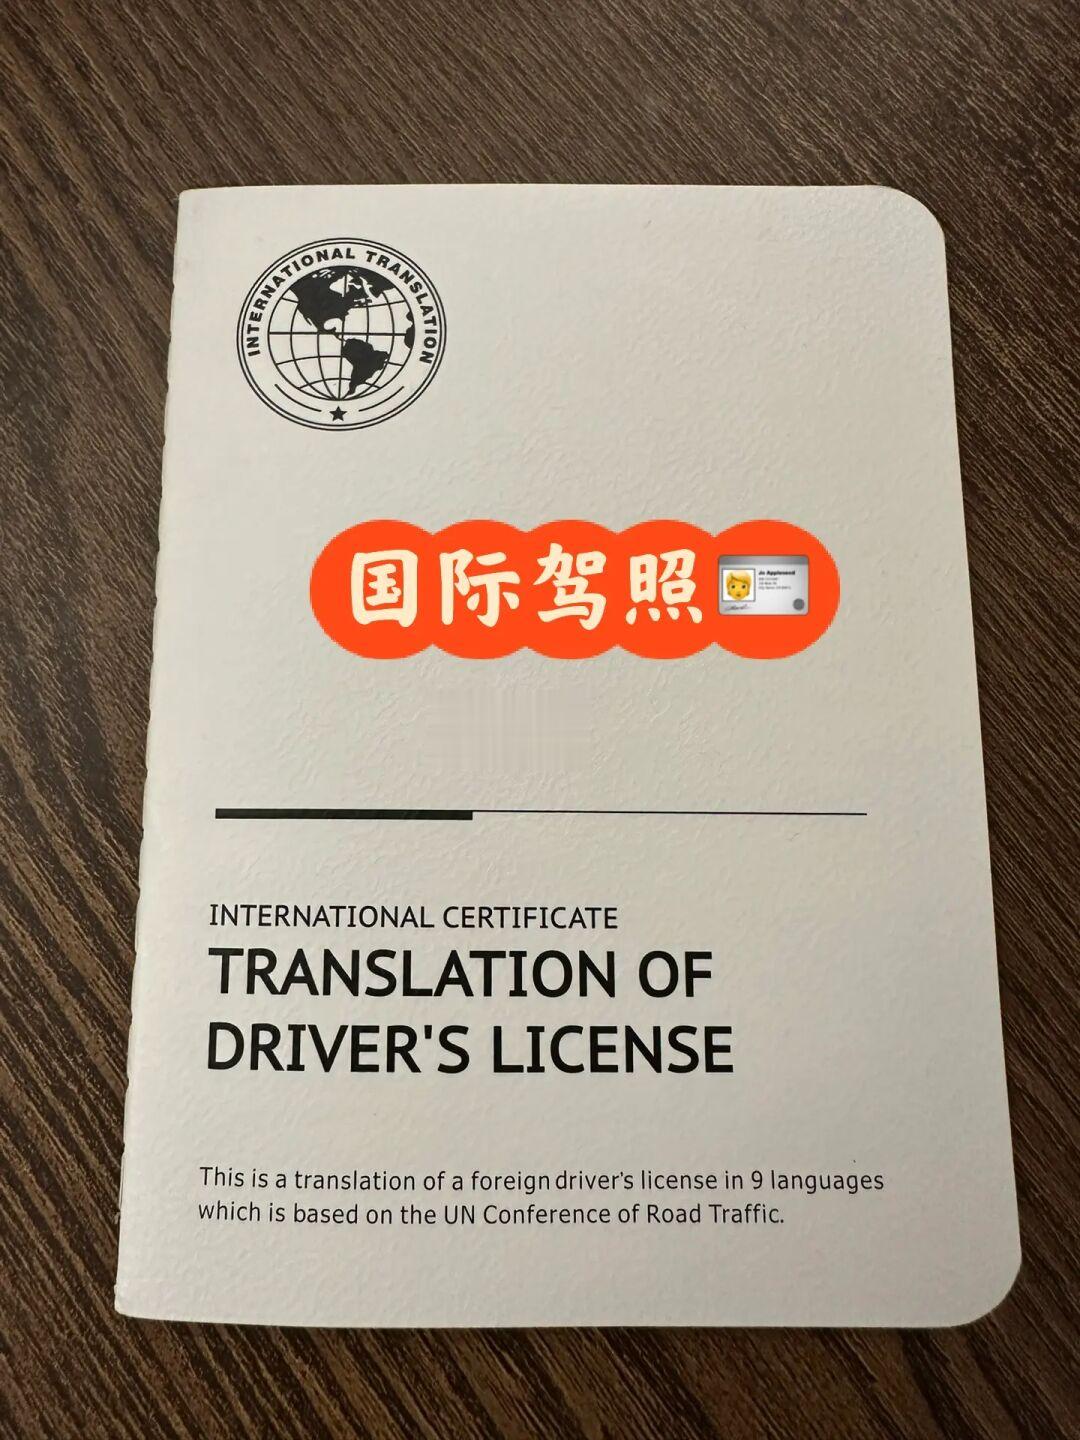 INTERNATIONAL TRANSLATION
国际驾照
INTERNATIONAL CERTIFICATE
TRANSLATION OF
DRIVER'S LICENSE
This is a translation of a foreign driver's license in 9 languages
which is based on the UN Conference of Road Traffic.